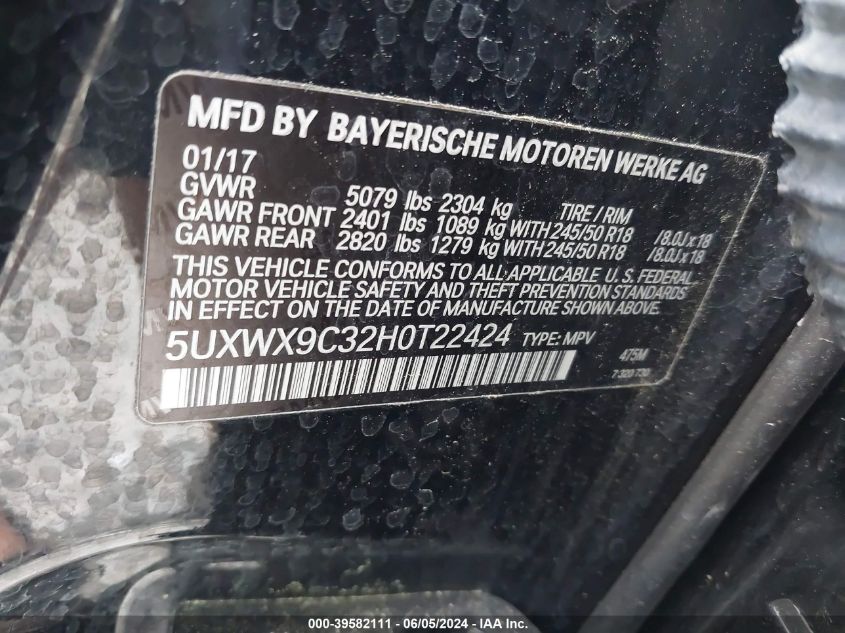 MFD BY BAYERISCHE MOTOREN WERKE AG
01/17
GVWR 5079 lbs 2304 kg TIRE / RIM
GAWR FRONT 2401 lbs 1089 kg WITH 245/50 R18 /8.0J x 18
GAWR REAR 2820 lbs 1279 kg WITH 245/50 R18 /8.0J x 18
THIS VEHICLE CONFORMS TO ALL APPLICABLE U.S. FEDERAL
MOTOR VEHICLE SAFETY AND THEFT PREVENTION STANDARDS
IN EFFECT ON THE DATE OF MANUFACTURE SHOWN ABOVE.
5UXWX9C32H0T22424 TYPE: MPV
475M
7 320 730
000-39582111 - 06/05/2024 - IAA Inc.